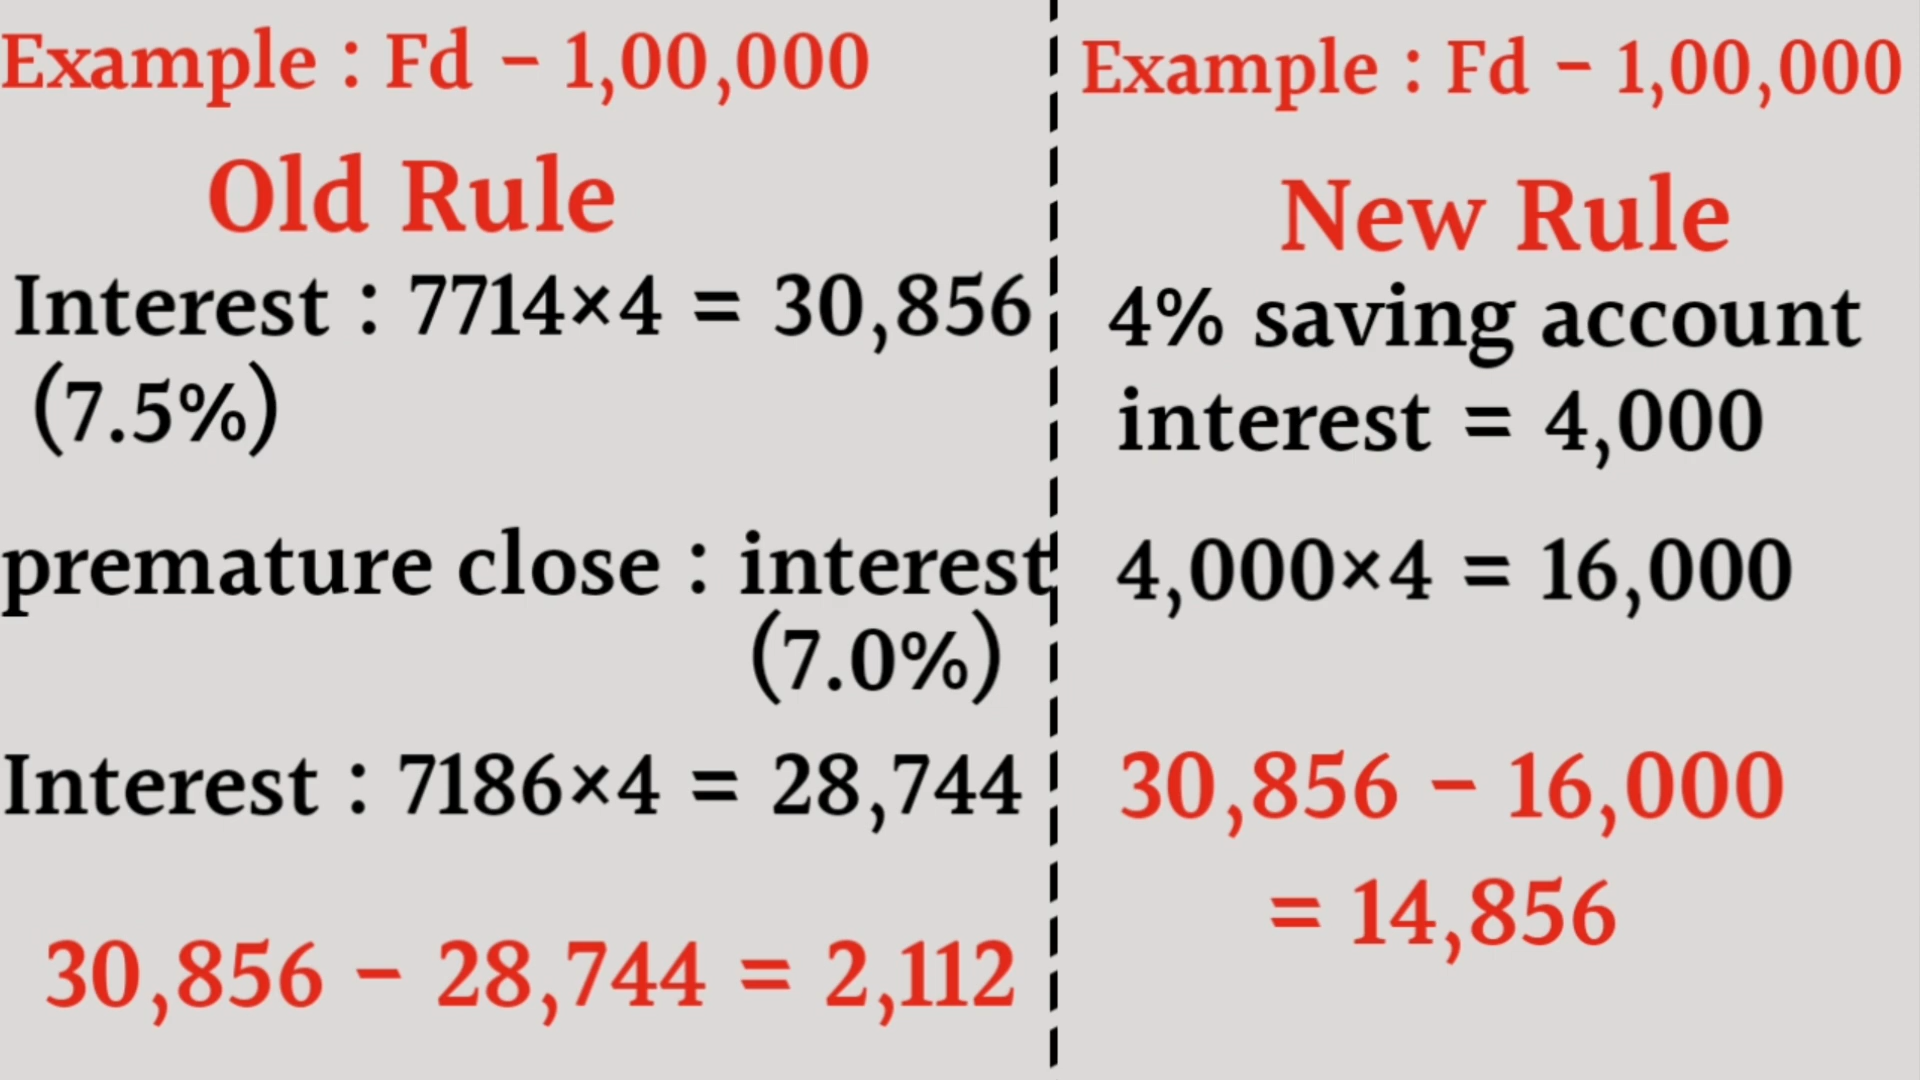 Example : Fd - 1,00,000
Old Rule
Interest : 7714×4 = 30,856
(7.5%)
premature close : interest
(7.0%)
Interest : 7186×4 = 28,744
30,856 - 28,744 = 2,112
Example : Fd - 1,00,000
New Rule
4% saving account
interest = 4,000
4,000×4 = 16,000
30,856 - 16,000
= 14,856